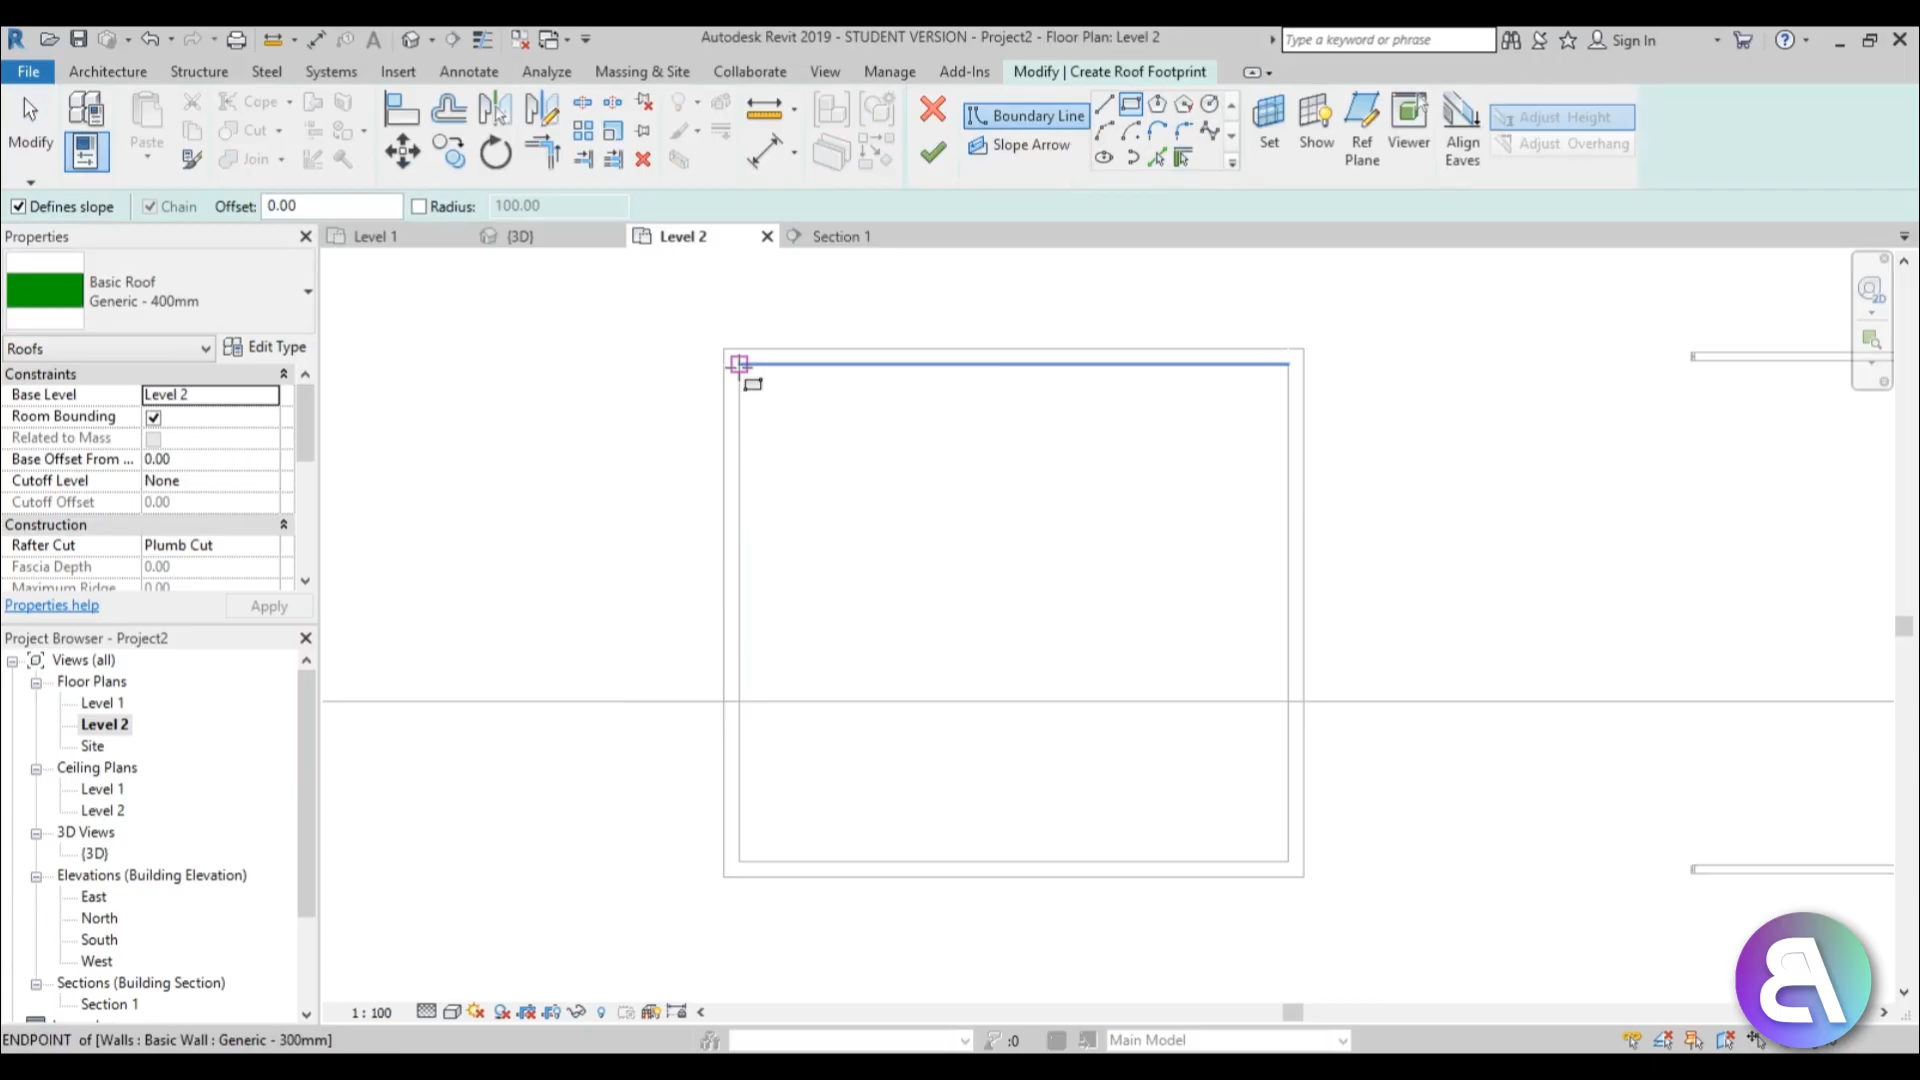 Autodesk Revit 2019 - STUDENT VERSION - Project2 - Floor Plan: Level 2
Type a keyword or phrase
Sign In
File Architecture Structure Steel Systems Insert Annotate Analyze Massing & Site Collaborate View Manage Add-Ins Modify | Create Roof Footprint
Modify
Paste
Cope
Cut
Join
Boundary Line
Slope Arrow
Set
Show
Ref Plane
Viewer
Align Eaves
Adjust Height
Adjust Overhang
Defines slope
Chain
Offset: 0.00
Radius: 100.00
Properties
Level 1
{3D}
Level 2
Section 1
Basic Roof
Generic - 400mm
Roofs
Edit Type
Constraints
Base Level Level 2
Room Bounding
Related to Mass
Base Offset From ... 0.00
Cutoff Level None
Cutoff Offset 0.00
Construction
Rafter Cut Plumb Cut
Fascia Depth 0.00
Maximum Ridge 0.00
Properties help
Apply
Project Browser - Project2
Views (all)
Floor Plans
Level 1
Level 2
Site
Ceiling Plans
Level 1
Level 2
3D Views
{3D}
Elevations (Building Elevation)
East
North
South
West
Sections (Building Section)
Section 1
1 : 100
2D
ENDPOINT of [Walls : Basic Wall : Generic - 300mm]
:0
Main Model